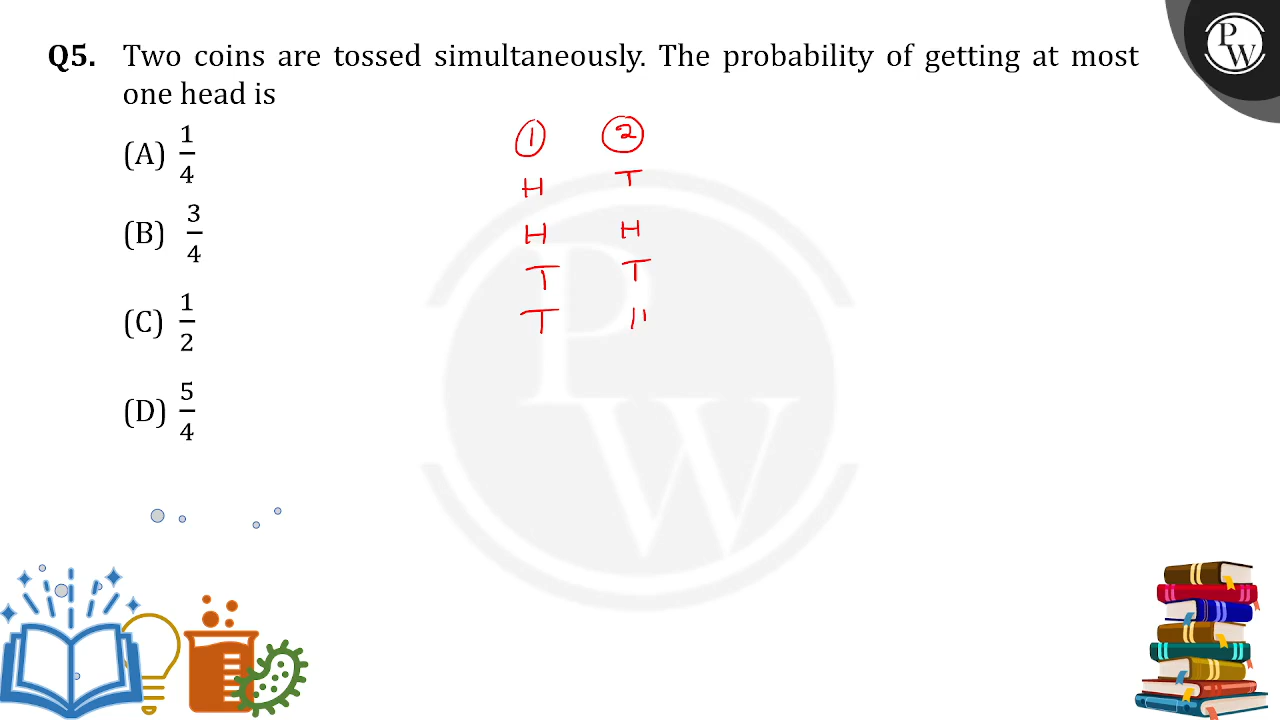 Q5. Two coins are tossed simultaneously. The probability of getting at most
one head is
(A) 1/4
(B) 3/4
(C) 1/2
(D) 5/4
1 2
H T
H H
T T
T
PW
PW